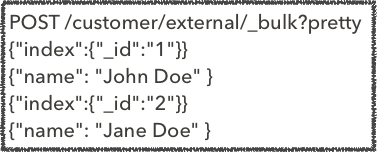 POST /customer/external/_bulk?pretty
{"index":{"_id":"1"}}
{"name": "John Doe" }
{"index":{"_id":"2"}}
{"name": "Jane Doe" }